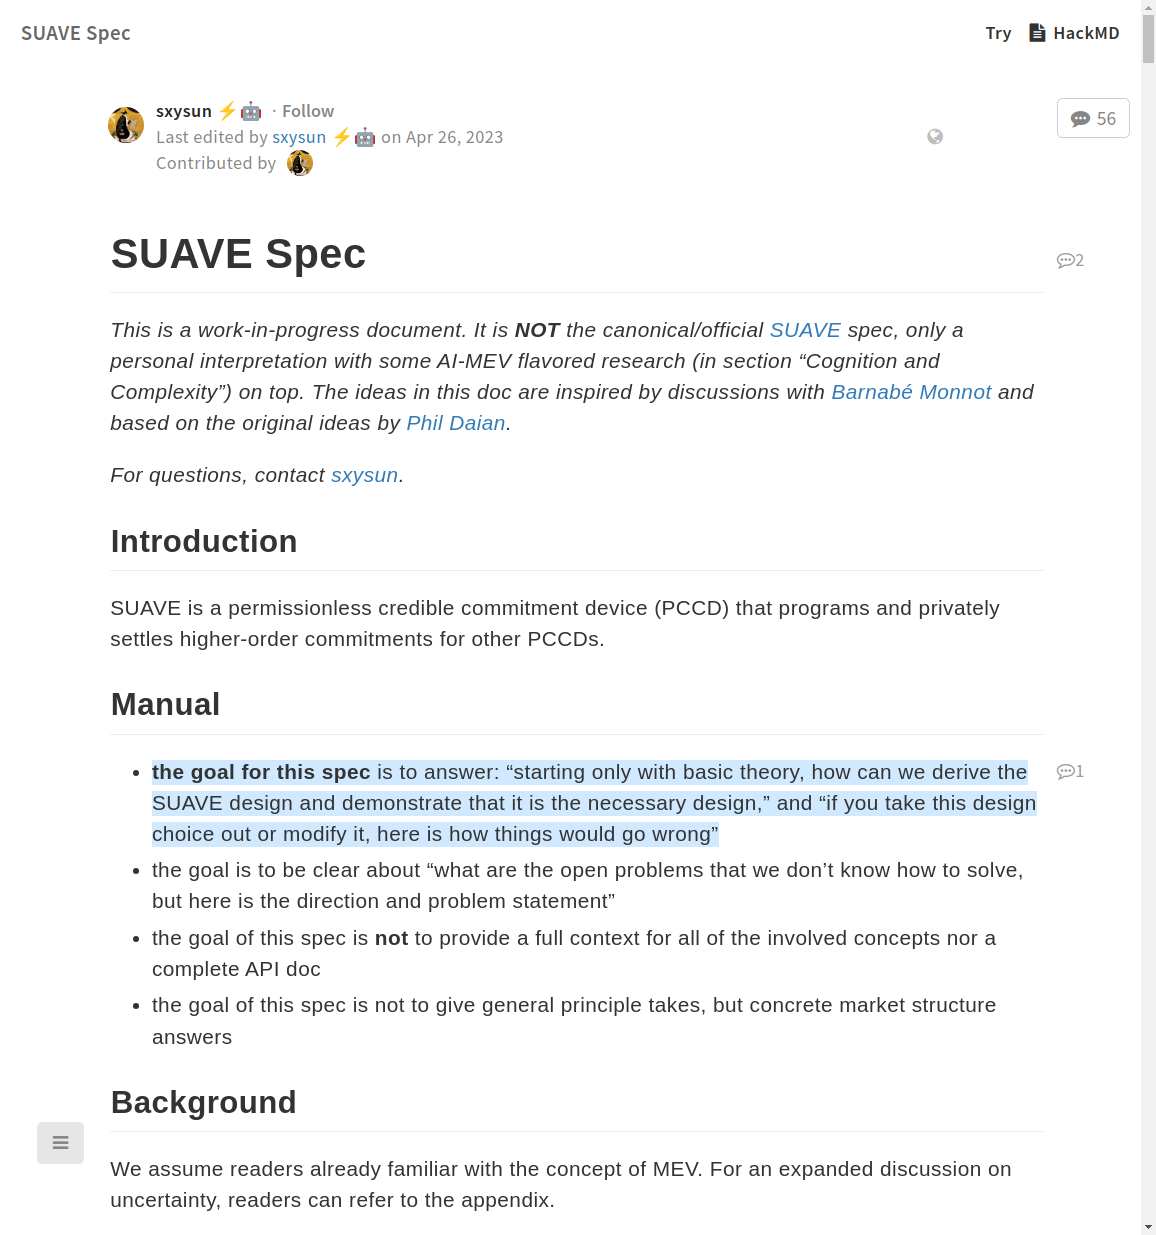 SUAVE Spec
Try HackMD
sxysun ⚡🤖 · Follow
56
Last edited by sxysun ⚡🤖 on Apr 26, 2023
Contributed by
SUAVE Spec
2
This is a work-in-progress document. It is NOT the canonical/official SUAVE spec, only a
personal interpretation with some AI-MEV flavored research (in section “Cognition and
Complexity”) on top. The ideas in this doc are inspired by discussions with Barnabé Monnot and
based on the original ideas by Phil Daian.
For questions, contact sxysun.
Introduction
SUAVE is a permissionless credible commitment device (PCCD) that programs and privately
settles higher-order commitments for other PCCDs.
Manual
• the goal for this spec is to answer: “starting only with basic theory, how can we derive the
1
SUAVE design and demonstrate that it is the necessary design,” and “if you take this design
choice out or modify it, here is how things would go wrong”
• the goal is to be clear about “what are the open problems that we don’t know how to solve,
but here is the direction and problem statement”
• the goal of this spec is not to provide a full context for all of the involved concepts nor a
complete API doc
• the goal of this spec is not to give general principle takes, but concrete market structure
answers
Background
We assume readers already familiar with the concept of MEV. For an expanded discussion on
uncertainty, readers can refer to the appendix.